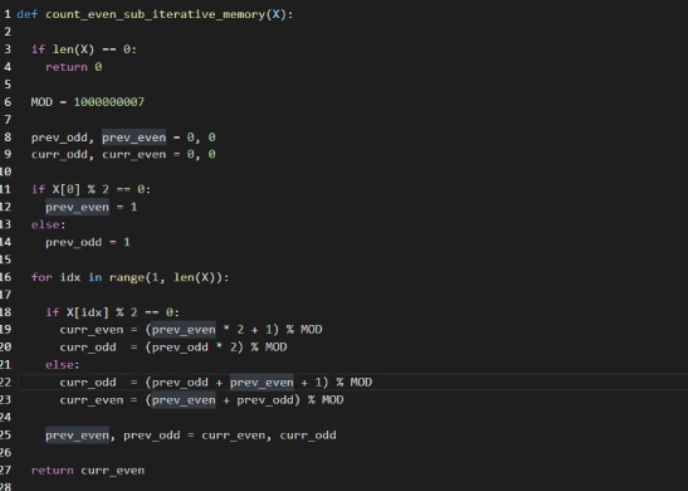 1 def count_even_sub_iterative_memory(X):
2
3 if len(X) == 0:
4 return 0
5
6 MOD = 1000000007
7
8 prev_odd, prev_even = 0, 0
9 curr_odd, curr_even = 0, 0
10
11 if X[0] % 2 == 0:
12 prev_even = 1
13 else:
14 prev_odd = 1
15
16 for idx in range(1, len(X)):
17
18 if X[idx] % 2 == 0:
19 curr_even = (prev_even * 2 + 1) % MOD
20 curr_odd = (prev_odd * 2) % MOD
21 else:
22 curr_odd = (prev_odd + prev_even + 1) % MOD
23 curr_even = (prev_even + prev_odd) % MOD
24
25 prev_even, prev_odd = curr_even, curr_odd
26
27 return curr_even
28